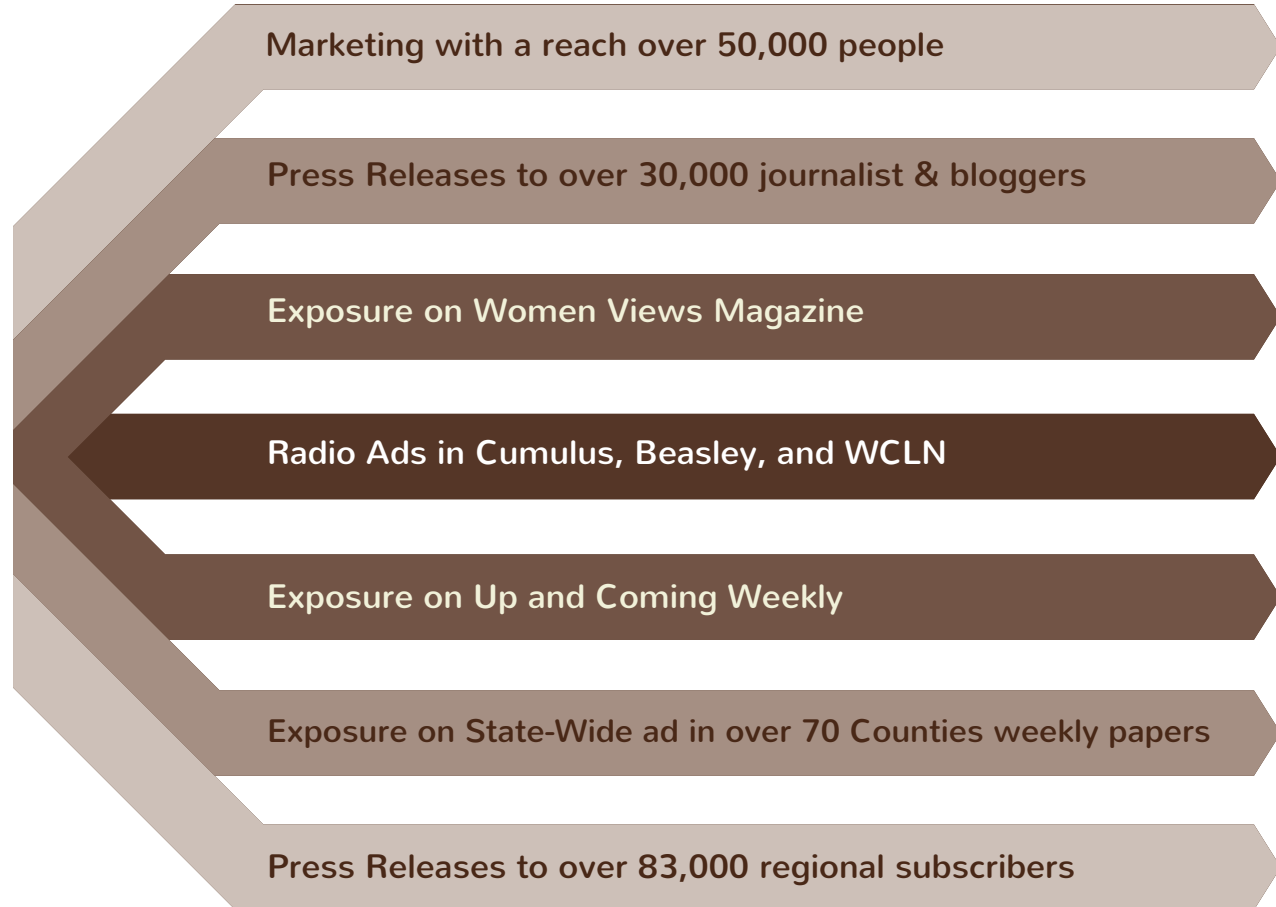 Marketing with a reach over 50,000 people
Press Releases to over 30,000 journalist & bloggers
Exposure on Women Views Magazine
Radio Ads in Cumulus, Beasley, and WCLN
Exposure on Up and Coming Weekly
Exposure on State-Wide ad in over 70 Counties weekly papers
Press Releases to over 83,000 regional subscribers